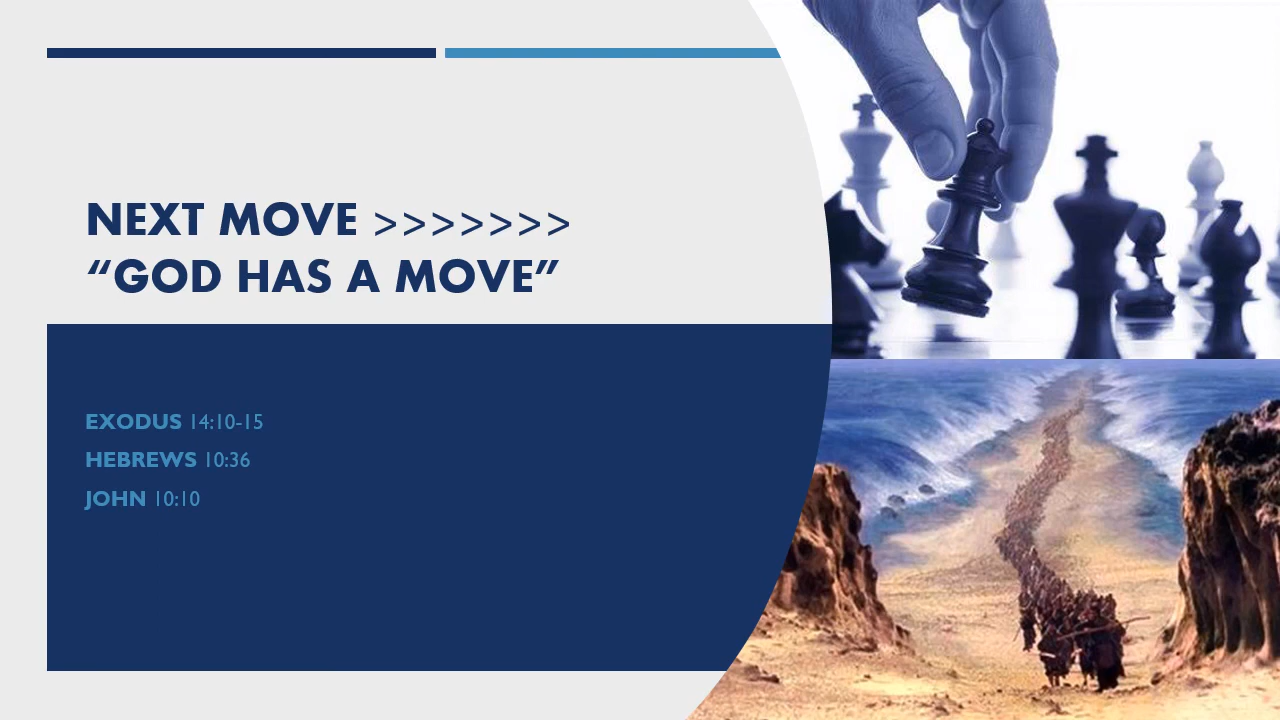 NEXT MOVE >>>>>>>
“GOD HAS A MOVE”
EXODUS 14:10-15
HEBREWS 10:36
JOHN 10:10